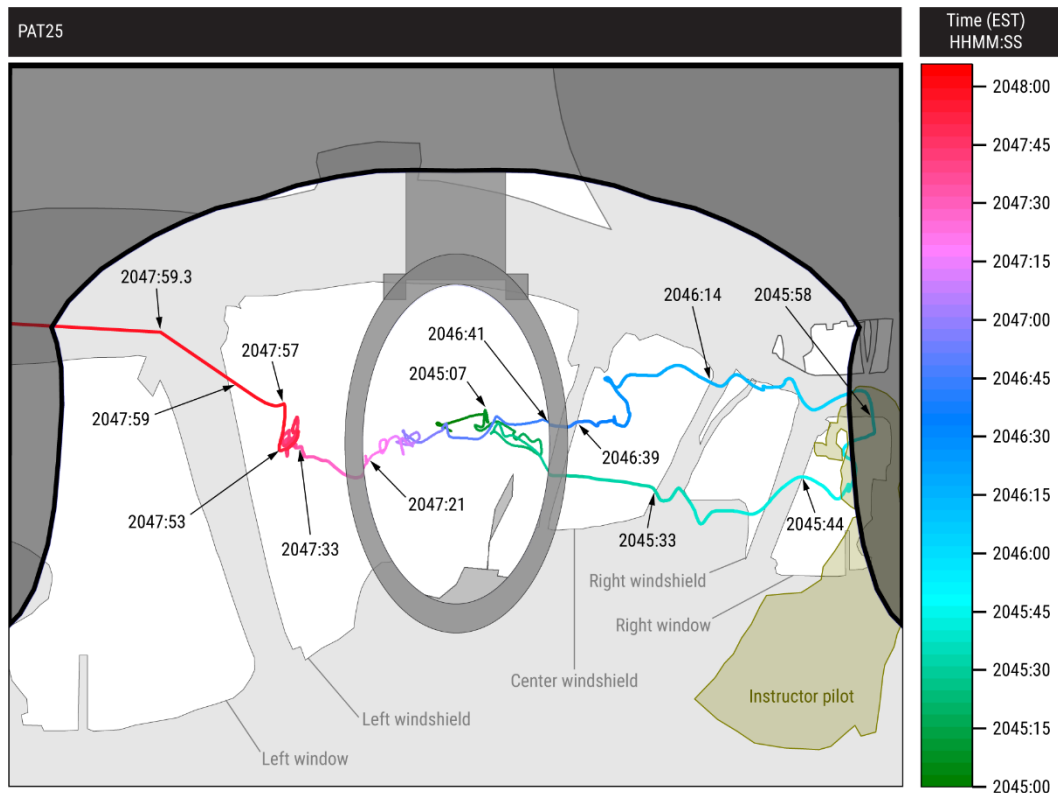 PAT25
Time (EST)
HHMM:SS
2048:00
2047:45
2047:30
2047:15
2047:00
2046:45
2046:30
2046:15
2046:00
2045:45
2045:30
2045:15
2045:00
2047:59.3
2046:14
2045:58
2046:41
2047:57
2045:07
2047:59
2046:39
2047:53
2047:21
2047:33
2045:33
2045:44
Right windshield
Right window
Center windshield
Instructor pilot
Left windshield
Left window